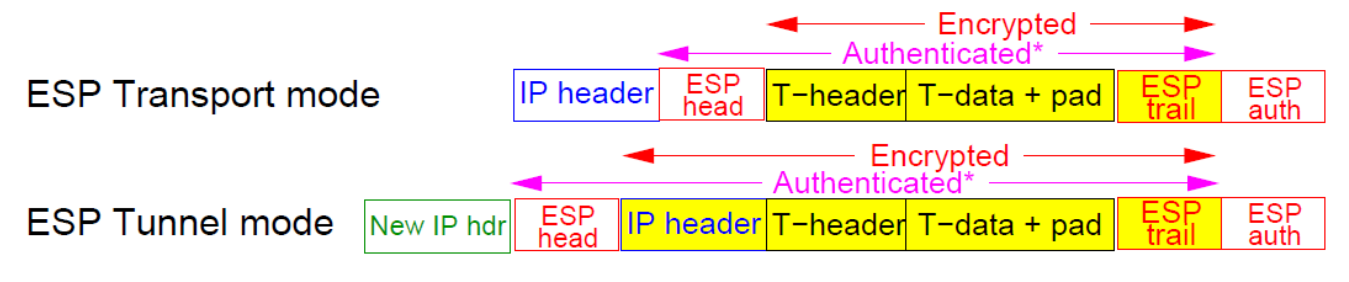 Encrypted
Authenticated*
ESP Transport mode IP header ESP head T-header T-data + pad ESP trail ESP auth
Encrypted
Authenticated*
ESP Tunnel mode New IP hdr ESP head IP header T-header T-data + pad ESP trail ESP auth